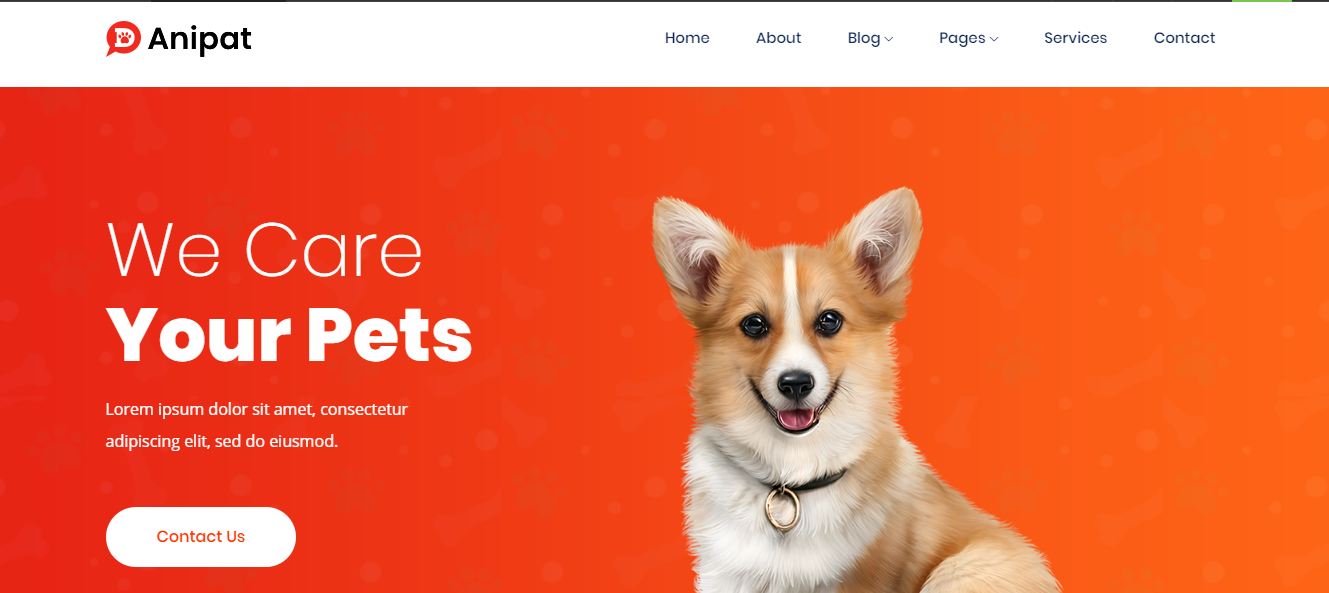 Anipat
Home About Blog Pages Services Contact
We Care
Your Pets
Lorem ipsum dolor sit amet, consectetur
adipiscing elit, sed do eiusmod.
Contact Us